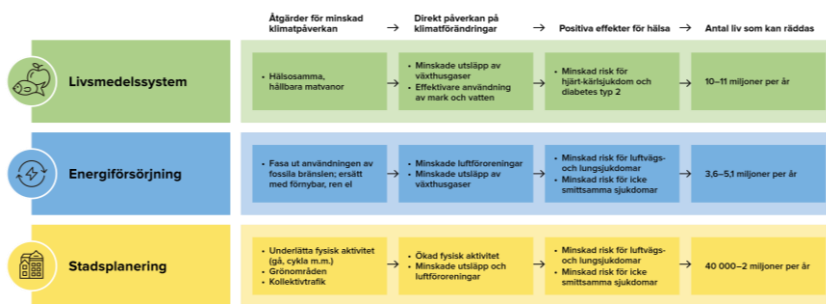 Åtgärder för minskad
klimatpåverkan
→
Direkt påverkan på
klimatförändringar
→
Positiva effekter för hälsa
→
Antal liv som kan räddas
Livsmedelssystem
• Hälsosamma,
hållbara matvanor
→
• Minskade utsläpp av
växthusgaser
• Effektivare användning
av mark och vatten
→
• Minskad risk för
hjärt-kärlsjukdom och
diabetes typ 2
→
10–11 miljoner per år
Energiförsörjning
• Fasa ut användningen av
fossila bränslen; ersätt
med förnybar, ren el
→
• Minskade luftföroreningar
• Minskade utsläpp av
växthusgaser
→
• Minskad risk för luftvägs-
och lungsjukdomar
• Minskad risk för icke
smittsamma sjukdomar
→
3,6–5,1 miljoner per år
Stadsplanering
• Underlätta fysisk aktivitet
(gå, cykla m.m.)
• Grönområden
• Kollektivtrafik
→
• Ökad fysisk aktivitet
• Minskade utsläpp och
luftföroreningar
→
• Minskad risk för luftvägs-
och lungsjukdomar
• Minskad risk för icke
smittsamma sjukdomar
→
40 000–2 miljoner per år